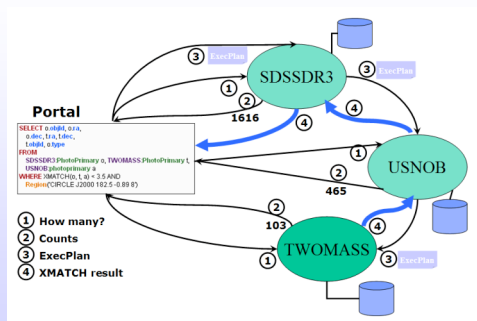 3 ExecPlan
SDSSDR3
3 ExecPlan
1
2
1616
4
4
Portal
SELECT o.objId, o.ra,
o.dec, t.ra, t.dec,
t.objId, o.type
FROM
SDSSDR3:PhotoPrimary o, TWOMASS:PhotoPrimary t,
USNOB:photoprimary a
WHERE XMATCH(o, t, a) < 3.5 AND
Region('CIRCLE J2000 182.5 -0.89 8')
1
USNOB
2
465
1 How many?
2 Counts
3 ExecPlan
4 XMATCH result
2
103
4
1
TWOMASS
3 ExecPlan